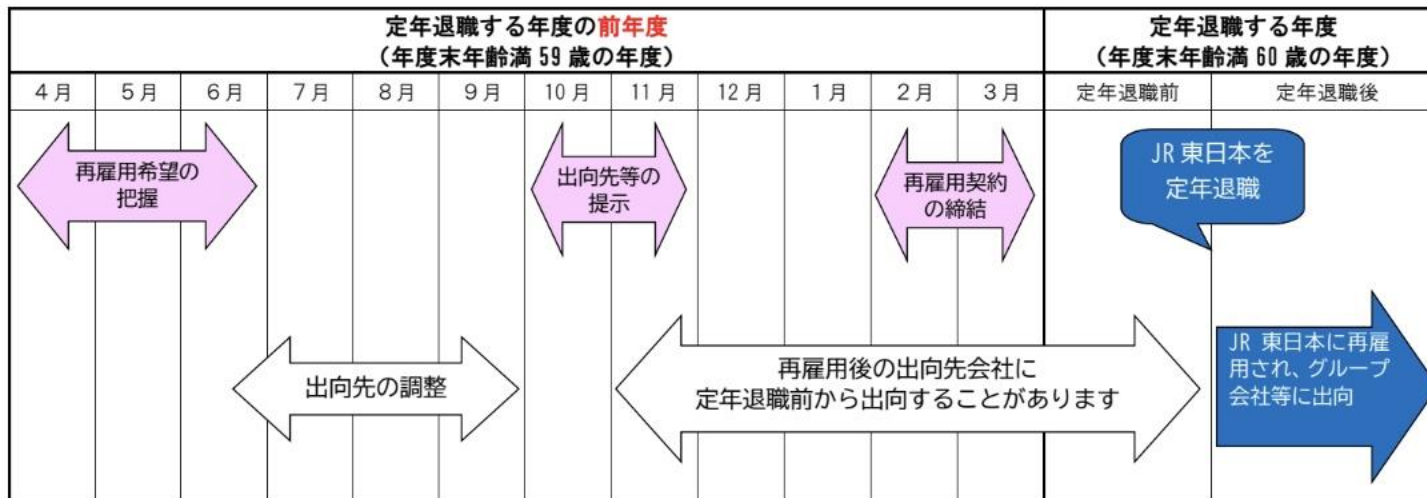 定年退職する年度の前年度
（年度末年齢満59歳の年度）
定年退職する年度
（年度末年齢満60歳の年度）
4月
5月
6月
7月
8月
9月
10月
11月
12月
1月
2月
3月
定年退職前
定年退職後
再雇用希望の
把握
出向先等の
提示
再雇用契約
の締結
JR東日本を
定年退職
出向先の調整
再雇用後の出向先会社に
定年退職前から出向することがあります
JR 東日本に再雇
用され、グループ
会社等に出向